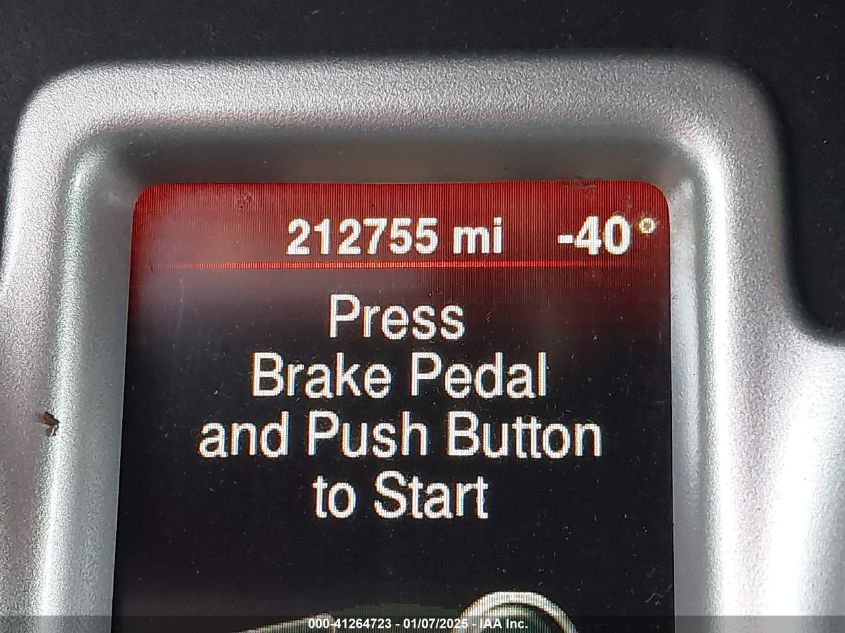 212755 mi -40°
Press
Brake Pedal
and Push Button
to Start
000-41264723 - 01/07/2025 - IAA Inc.